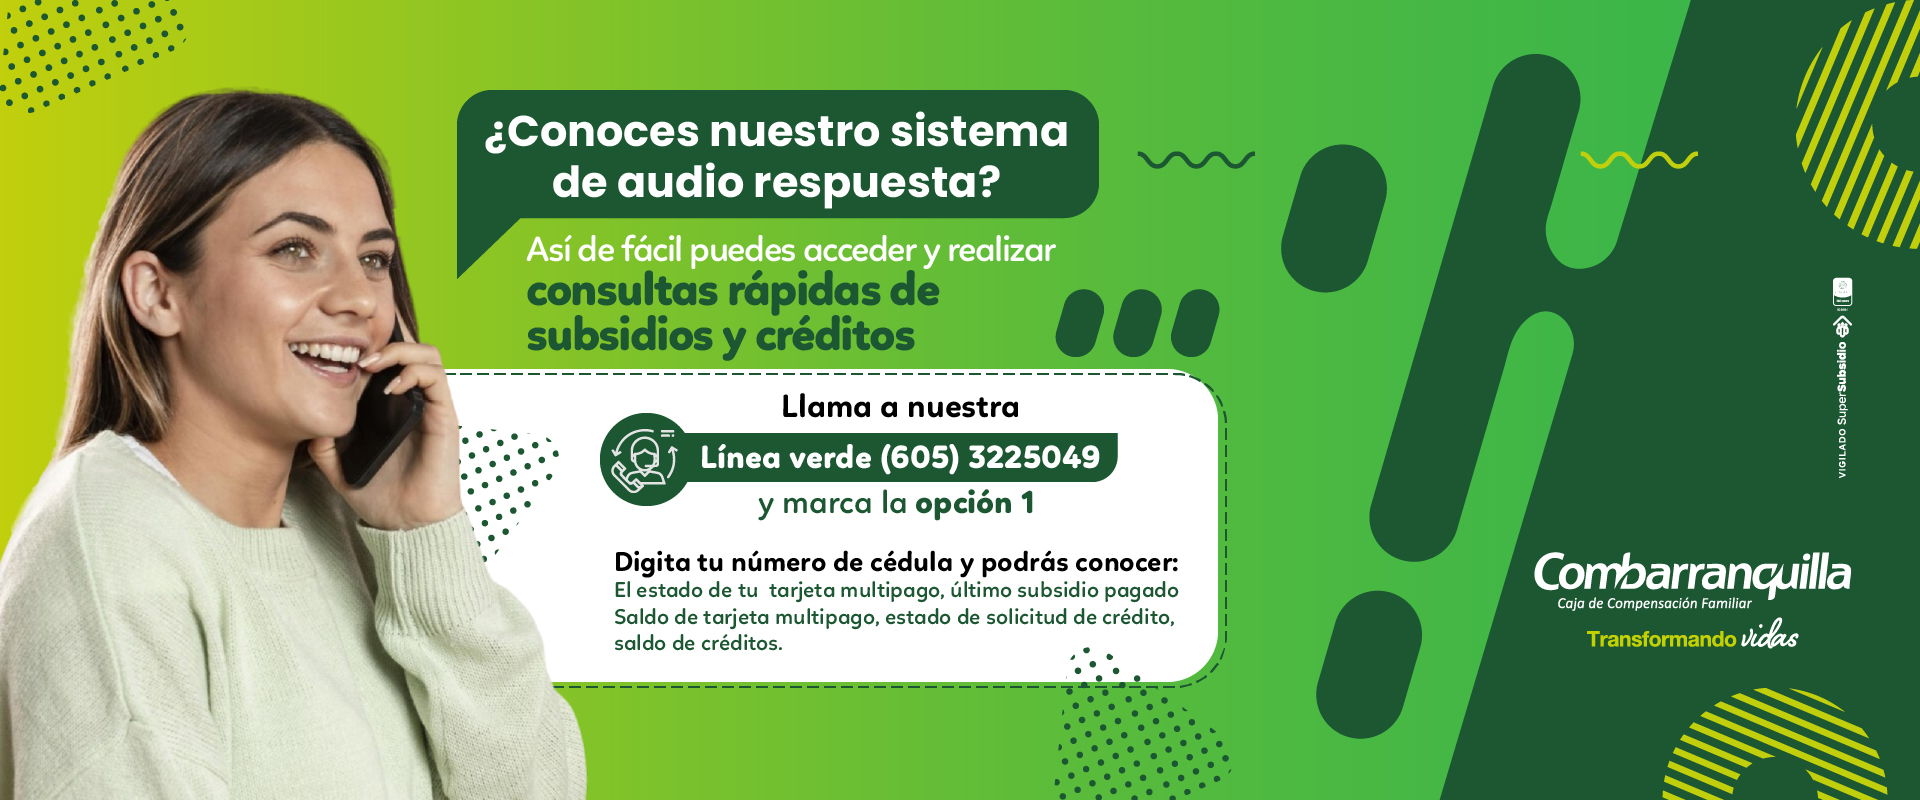 ¿Conoces nuestro sistema
de audio respuesta?
Así de fácil puedes acceder y realizar
consultas rápidas de
subsidios y créditos
Llama a nuestra
Línea verde (605) 3225049
y marca la opción 1
Digita tu número de cédula y podrás conocer:
El estado de tu tarjeta multipago, último subsidio pagado
Saldo de tarjeta multipago, estado de solicitud de crédito,
saldo de créditos.
VIGILADO SuperSubsidio
Combarranquilla
Caja de Compensación Familiar
Transformando vidas